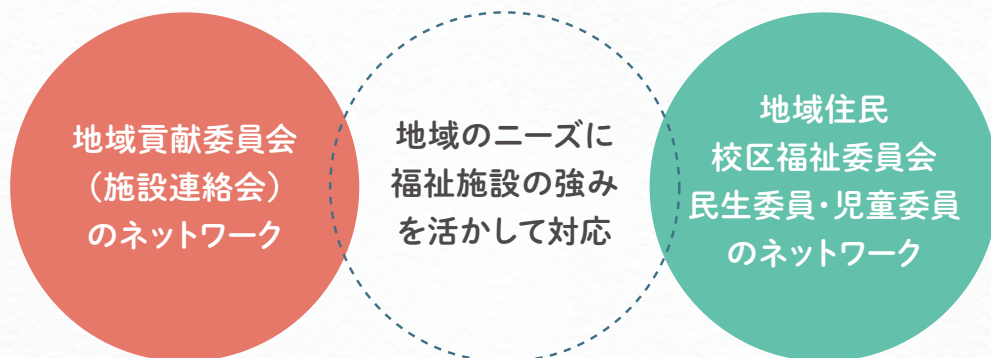 地域貢献委員会
（施設連絡会）
のネットワーク
地域のニーズに
福祉施設の強み
を活かして対応
地域住民
校区福祉委員会
民生委員・児童委員
のネットワーク